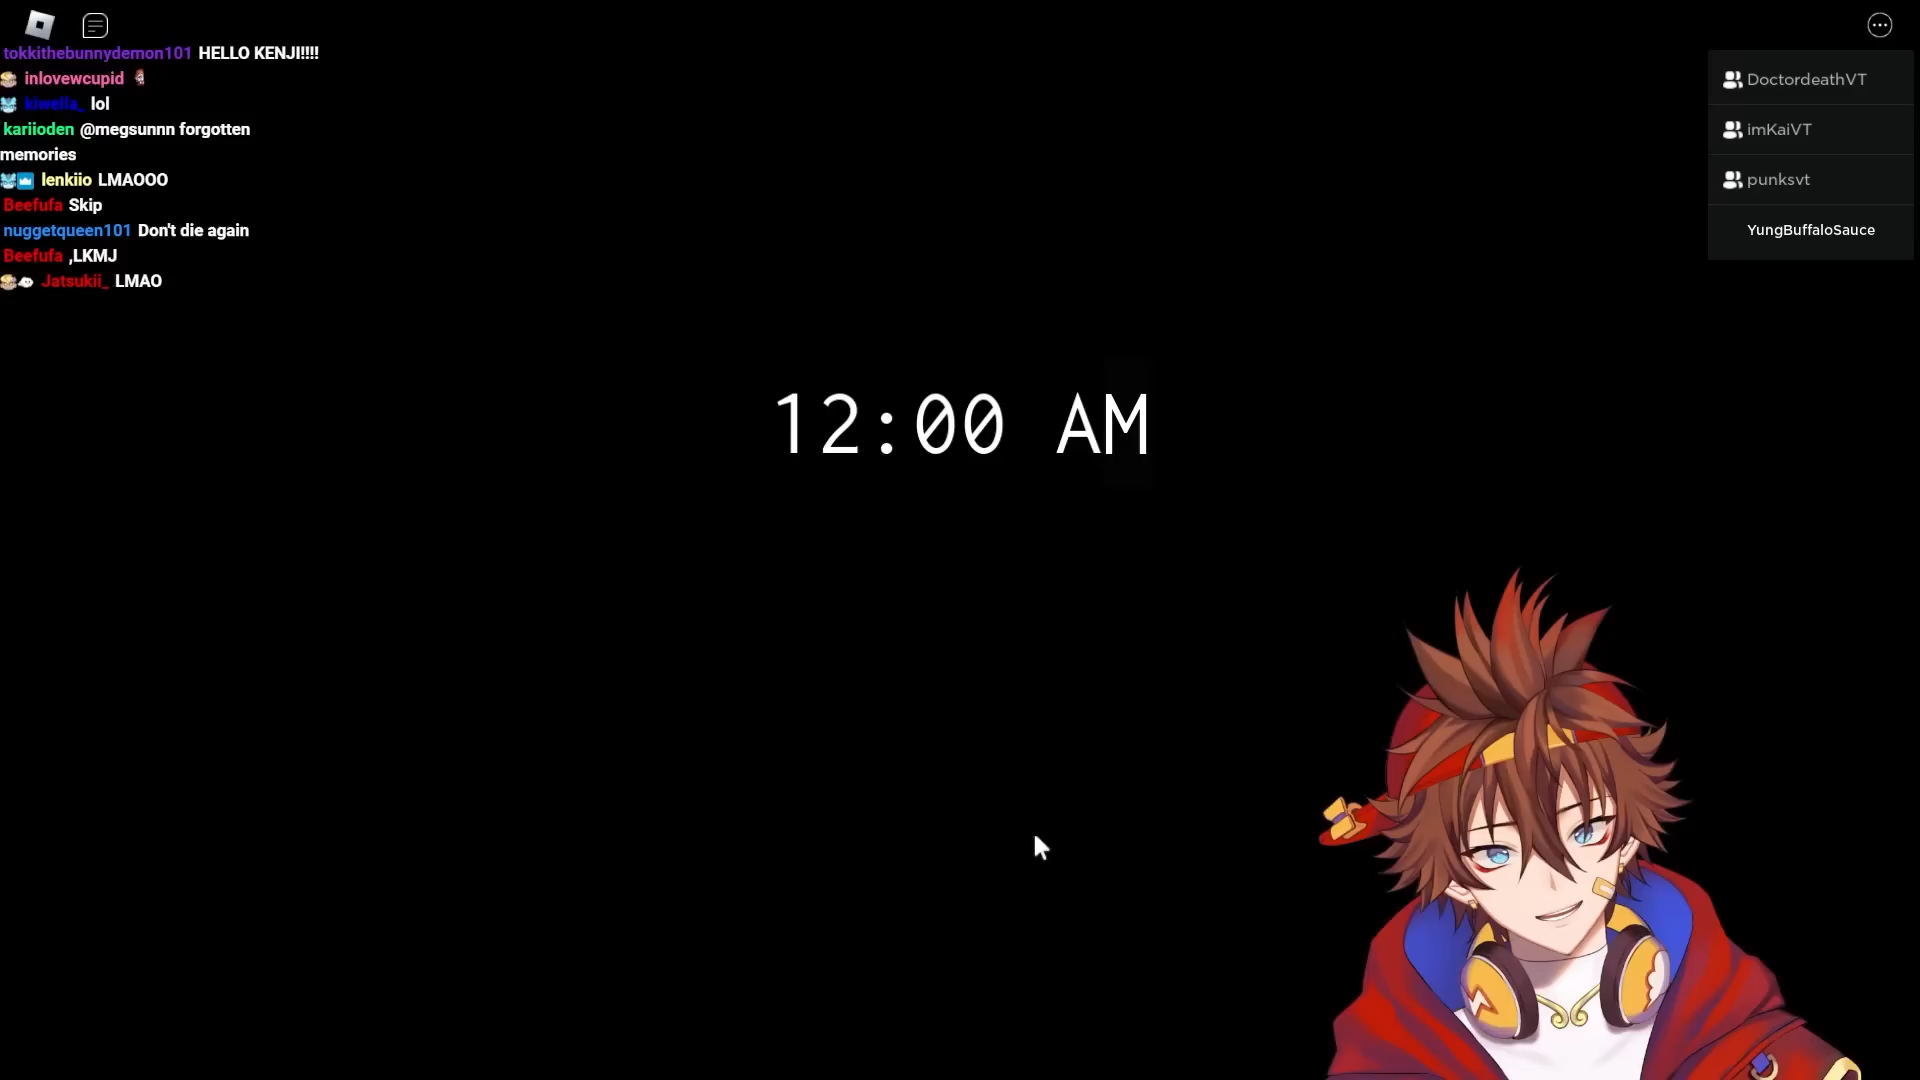 tokkithebunnydemon101 HELLO KENJI!!!!
inlovewcupid
kiwella_ lol
kariioden @megsunnn forgotten
memories
lenkiio LMAOOO
Beefufa Skip
nuggetqueen101 Don't die again
Beefufa ,LKMJ
Jatsukii_ LMAO
DoctordeathVT
imKaiVT
punksvt
YungBuffaloSauce
12:00 AM